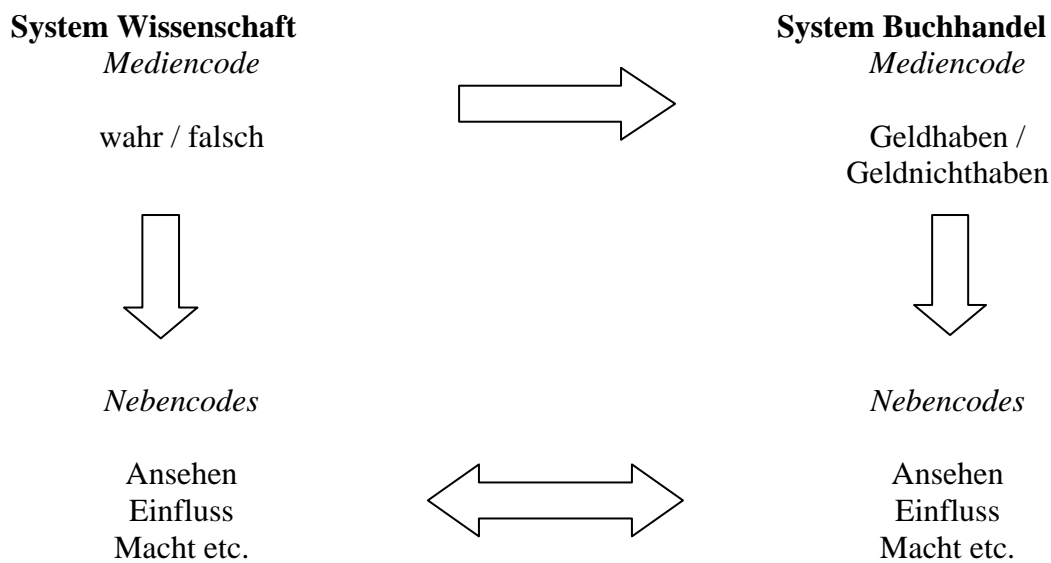 System Wissenschaft
Mediencode
wahr / falsch
Nebencodes
Ansehen
Einfluss
Macht etc.
System Buchhandel
Mediencode
Geldhaben /
Geldnichthaben
Nebencodes
Ansehen
Einfluss
Macht etc.